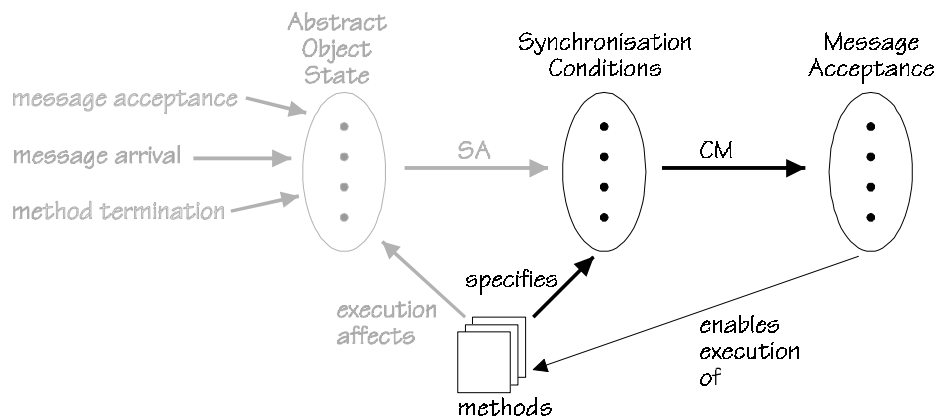 Abstract
Object
State
Synchronisation
Conditions
Message
Acceptance
message acceptance
message arrival
method termination
SA
CM
specifies
execution
affects
enables
execution
of
methods